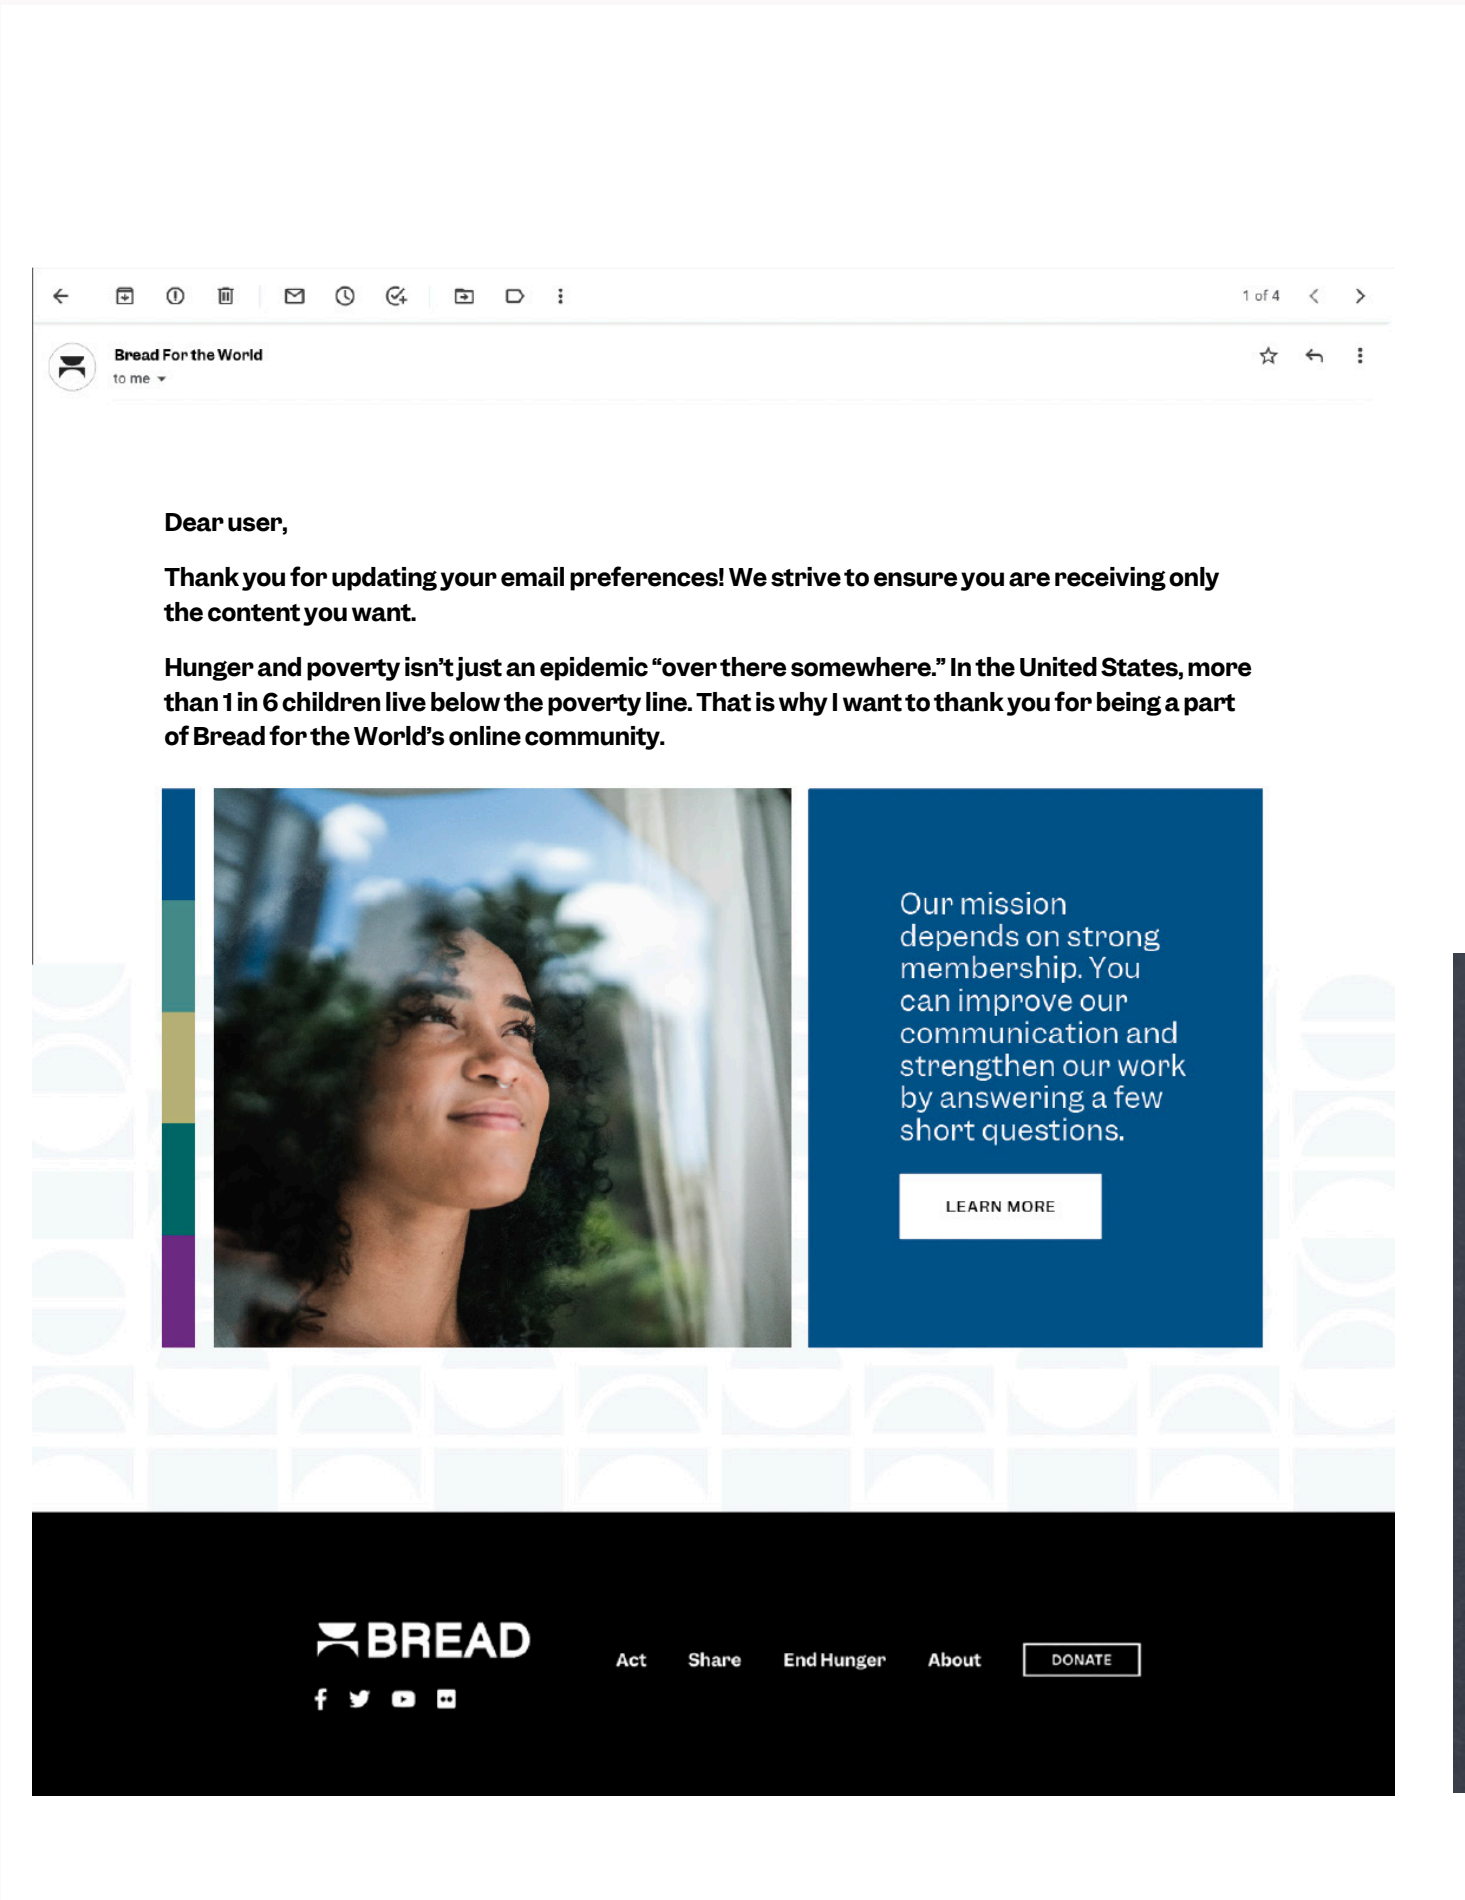 1 of 4
Bread For the World
to me
Dear user,
Thank you for updating your email preferences! We strive to ensure you are receiving only
the content you want.
Hunger and poverty isn’t just an epidemic “over there somewhere.” In the United States, more
than 1 in 6 children live below the poverty line. That is why I want to thank you for being a part
of Bread for the World’s online community.
Our mission
depends on strong
membership. You
can improve our
communication and
strengthen our work
by answering a few
short questions.
LEARN MORE
BREAD
Act
Share
End Hunger
About
DONATE